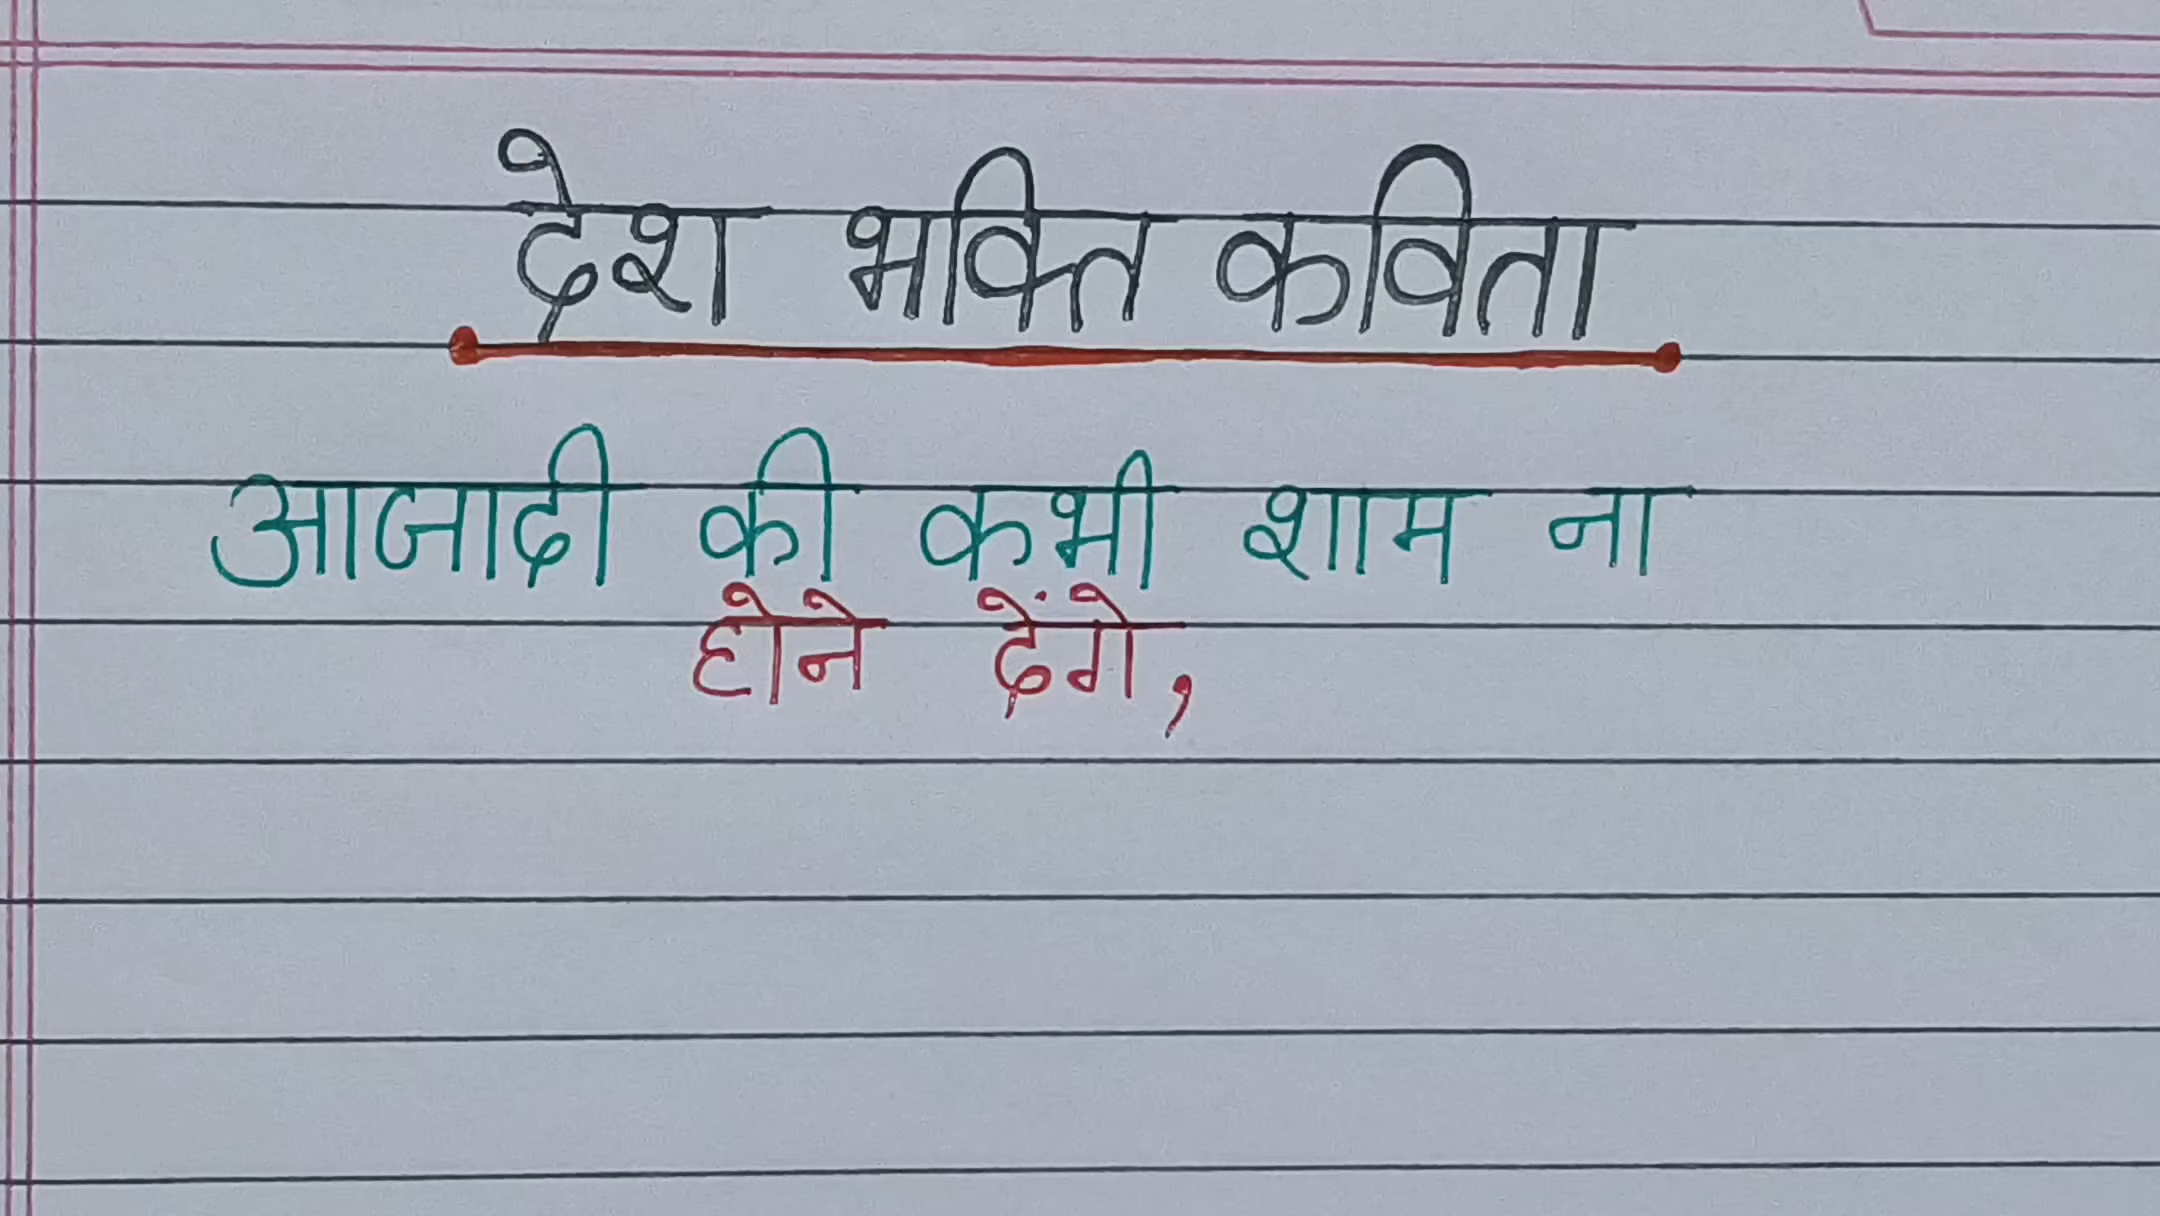 देश भक्ति कविता
आजादी की कभी शाम ना
होने देंगे,